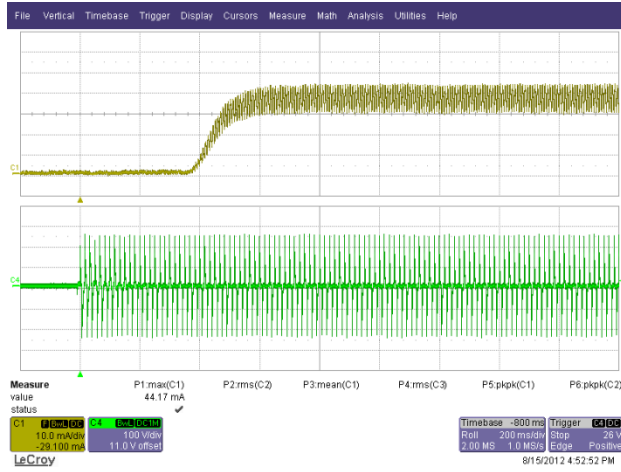 File Vertical Timebase Trigger Display Cursors Measure Math Analysis Utilities Help
C1
C4
Measure P1:max(C1) P2:rms(C2) P3:mean(C1) P4:rms(C3) P5:pkpk(C1) P6:pkpk(C2)
value 44.17 mA
status ✓
C1 F BwL DC C4 BwL DC1M Timebase -800 ms Trigger C4 DC
10.0 mA/div 100 V/div Roll 200 ms/div Stop 26 V
-29.100 mA 11.0 V offset 2.00 MS 1.0 MS/s Edge Positive
LeCroy 8/15/2012 4:52:52 PM